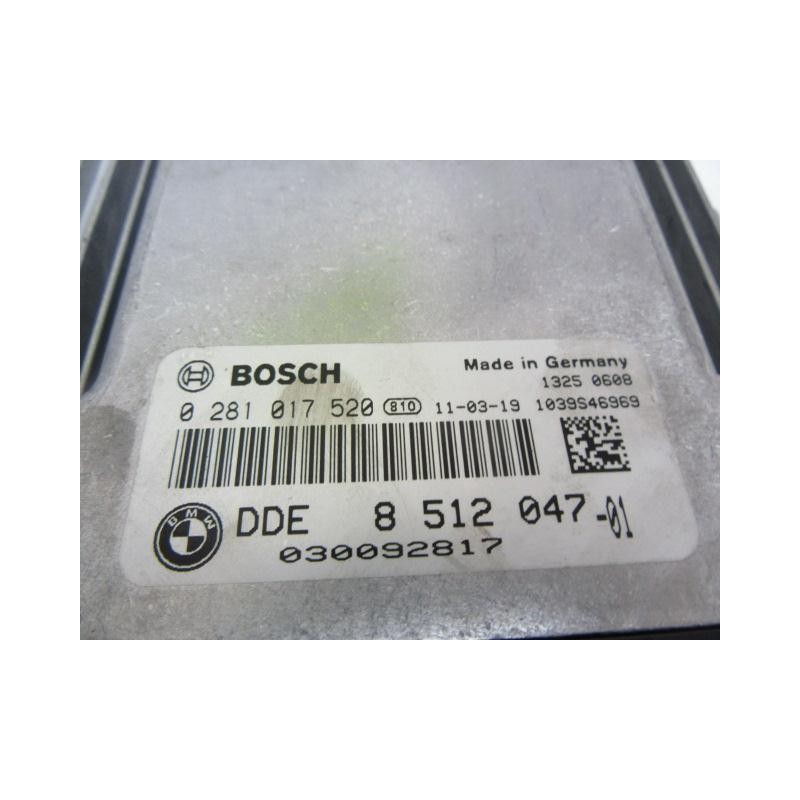 BOSCH Made in Germany
1325 0608
0 281 017 520 810 11-03-19 1039S46969
BMW DDE 8 512 047-01
030092817